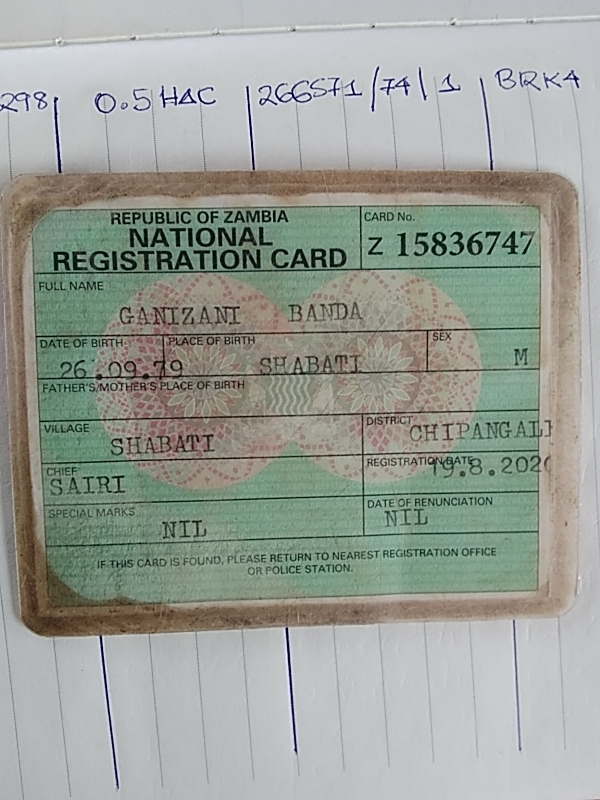 298 0.5 HAC 266571/74/1 BRK4
REPUBLIC OF ZAMBIA
NATIONAL
REGISTRATION CARD
CARD No.
Z 15836747
FULL NAME
GANIZANI BANDA
DATE OF BIRTH PLACE OF BIRTH SEX
26.09.79 SHABATI M
FATHER'S/MOTHER'S PLACE OF BIRTH
VILLAGE DISTRICT
SHABATI CHIPANGALI
CHIEF REGISTRATION DATE
SAIRI 19.8.2020
SPECIAL MARKS DATE OF RENUNCIATION
NIL NIL
IF THIS CARD IS FOUND, PLEASE RETURN TO NEAREST REGISTRATION OFFICE
OR POLICE STATION.